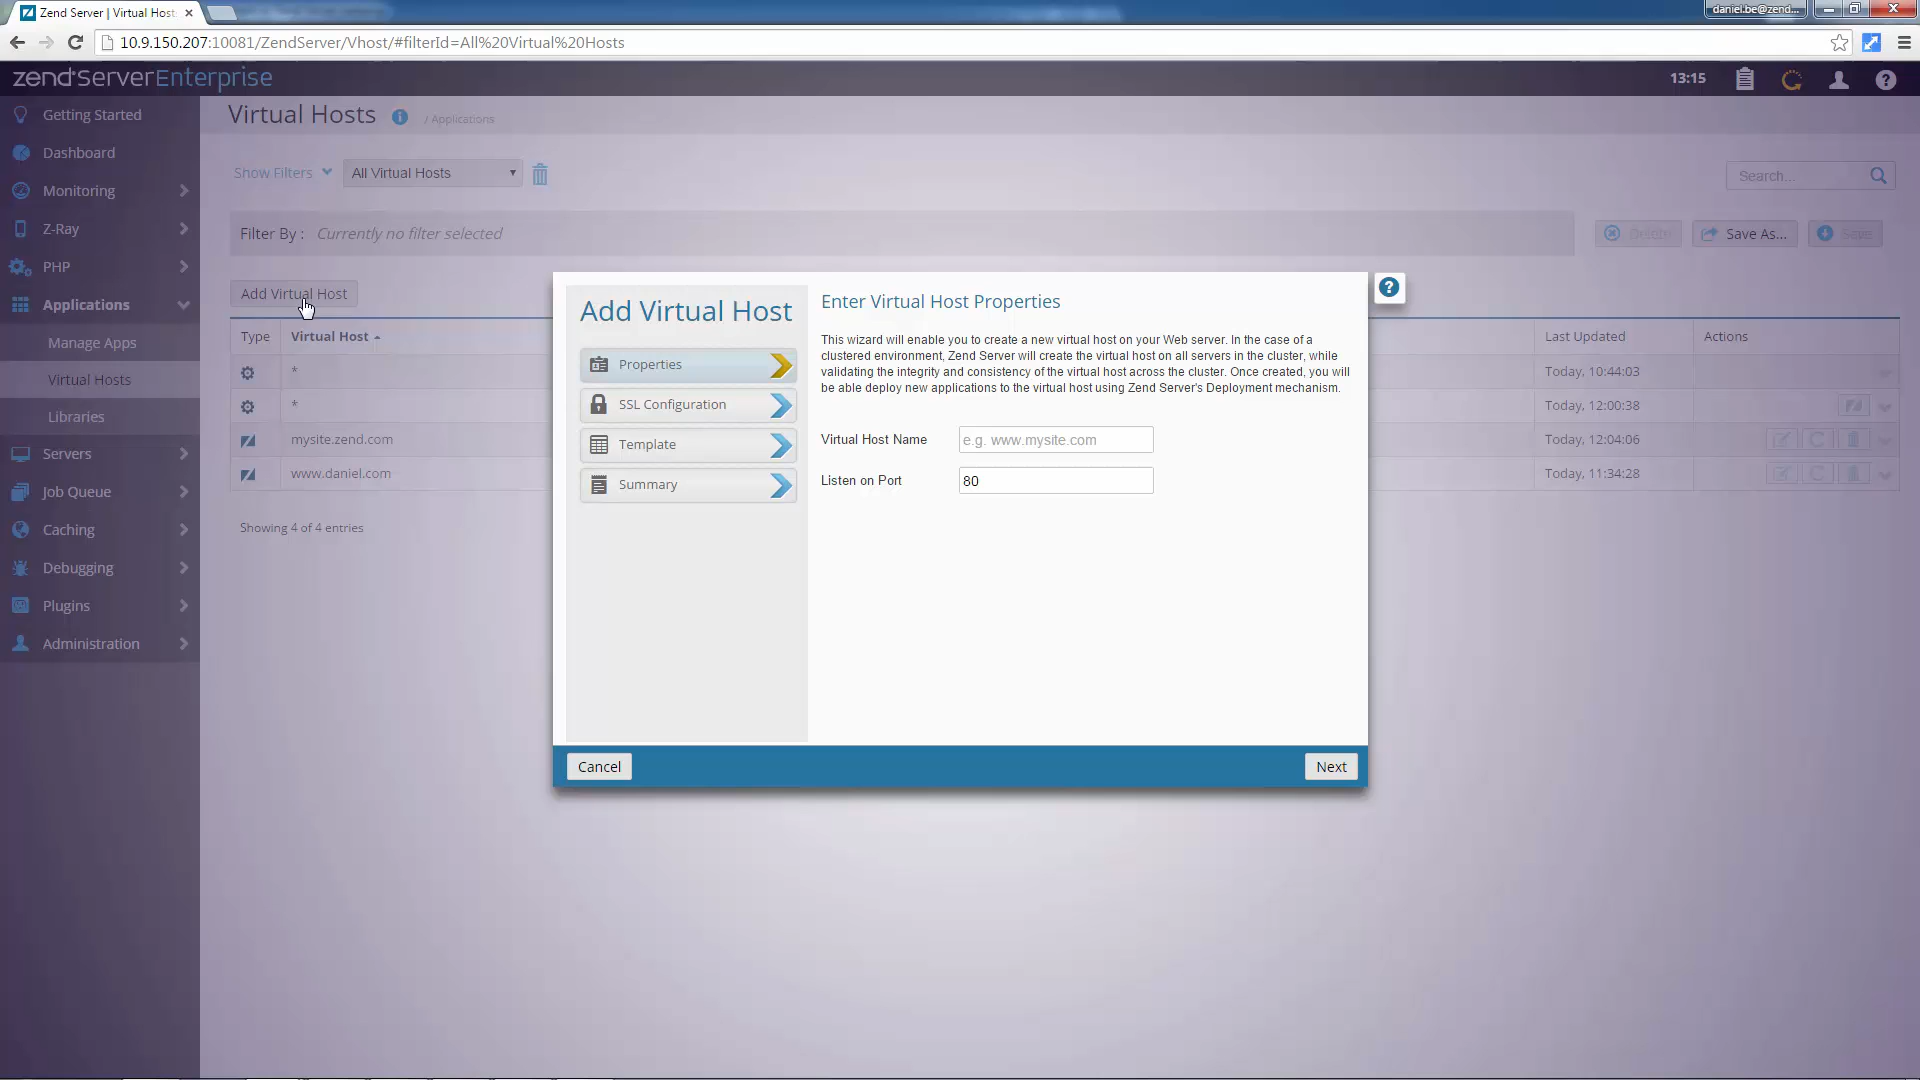 Zend Server | Virtual Host
daniel.be@zend...
10.9.150.207:10081/ZendServer/Vhost/#filterId=All%20Virtual%20Hosts
zend Server Enterprise
13:15
Getting Started
Dashboard
Monitoring
Z-Ray
PHP
Applications
Manage Apps
Virtual Hosts
Libraries
Servers
Job Queue
Caching
Debugging
Plugins
Administration
Virtual Hosts
/ Applications
Show Filters
All Virtual Hosts
Search...
Filter By :
Currently no filter selected
Delete
Save As...
Save
Add Virtual Host
Type
Virtual Host
Last Updated
Actions
*
Today, 10:44:03
*
Today, 12:00:38
mysite.zend.com
Today, 12:04:06
www.daniel.com
Today, 11:34:28
Showing 4 of 4 entries
Add Virtual Host
Properties
SSL Configuration
Template
Summary
Enter Virtual Host Properties
This wizard will enable you to create a new virtual host on your Web server. In the case of a
clustered environment, Zend Server will create the virtual host on all servers in the cluster, while
validating the integrity and consistency of the virtual host across the cluster. Once created, you will
be able deploy new applications to the virtual host using Zend Server's Deployment mechanism.
Virtual Host Name
e.g. www.mysite.com
Listen on Port
80
Cancel
Next